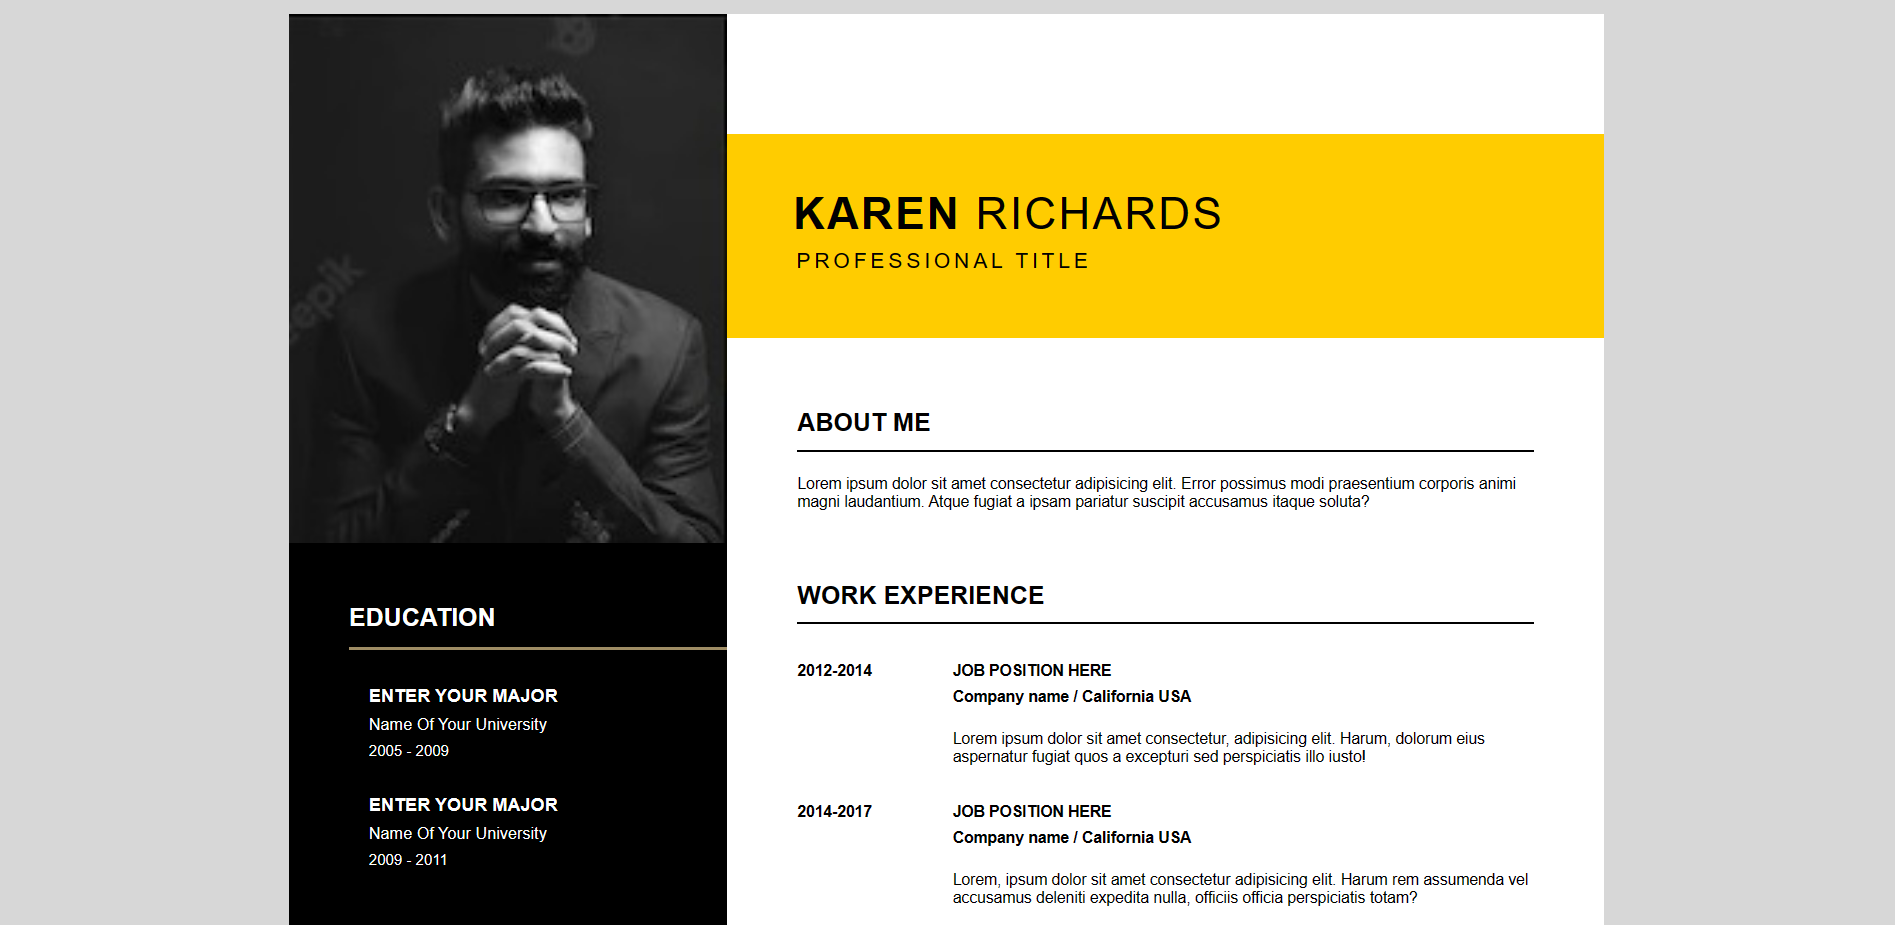 KAREN RICHARDS
PROFESSIONAL TITLE
ABOUT ME
Lorem ipsum dolor sit amet consectetur adipisicing elit. Error possimus modi praesentium corporis animi
magni laudantium. Atque fugiat a ipsam pariatur suscipit accusamus itaque soluta?
WORK EXPERIENCE
2012-2014 JOB POSITION HERE
Company name / California USA
Lorem ipsum dolor sit amet consectetur, adipisicing elit. Harum, dolorum eius
aspernatur fugiat quos a excepturi sed perspiciatis illo iusto!
2014-2017 JOB POSITION HERE
Company name / California USA
Lorem, ipsum dolor sit amet consectetur adipisicing elit. Harum rem assumenda vel
accusamus deleniti expedita nulla, officiis officia perspiciatis totam?
EDUCATION
ENTER YOUR MAJOR
Name Of Your University
2005 - 2009
ENTER YOUR MAJOR
Name Of Your University
2009 - 2011